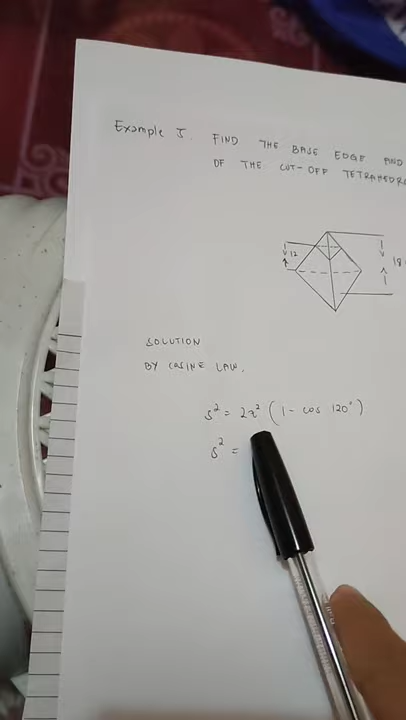 Example 5. FIND THE BASE EDGE AND
OF THE CUT-OFF TETRAHEDR
12
18
SOLUTION
BY COSINE LAW.
s² = 2x² (1 - cos 120°)
s² =